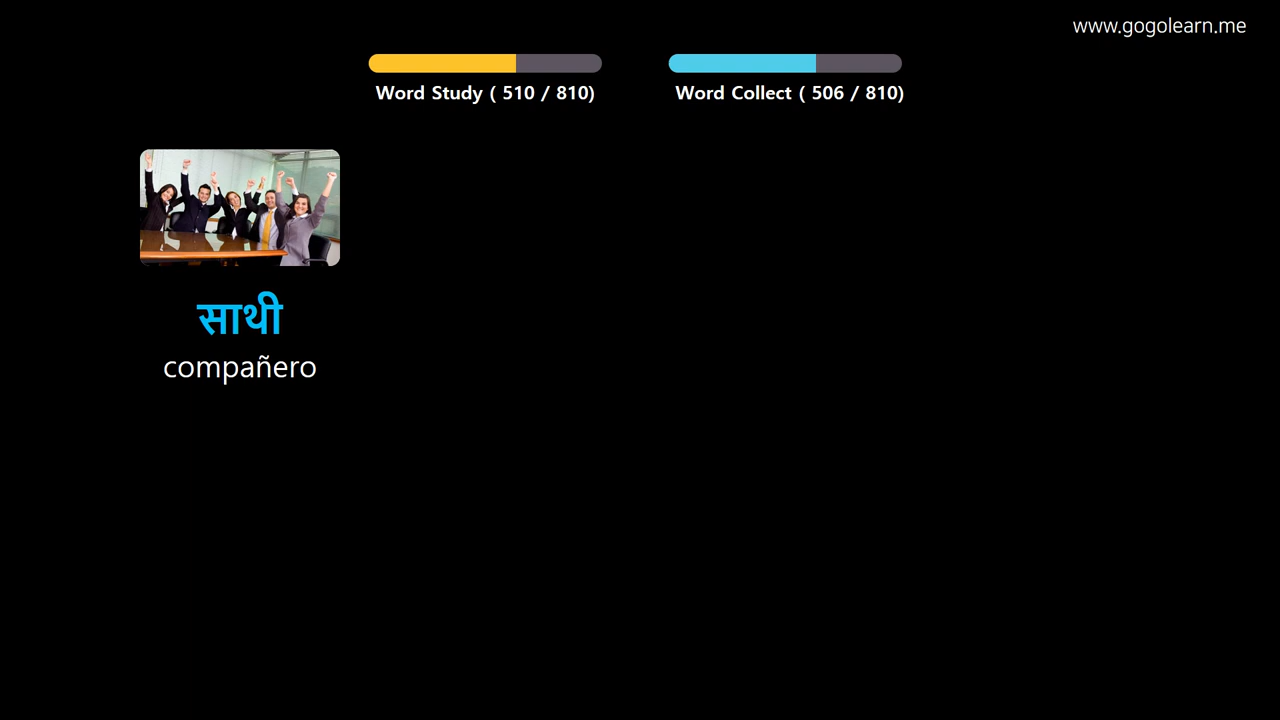 www.gogolearn.me
Word Study ( 510 / 810)
Word Collect ( 506 / 810)
साथी
compañero